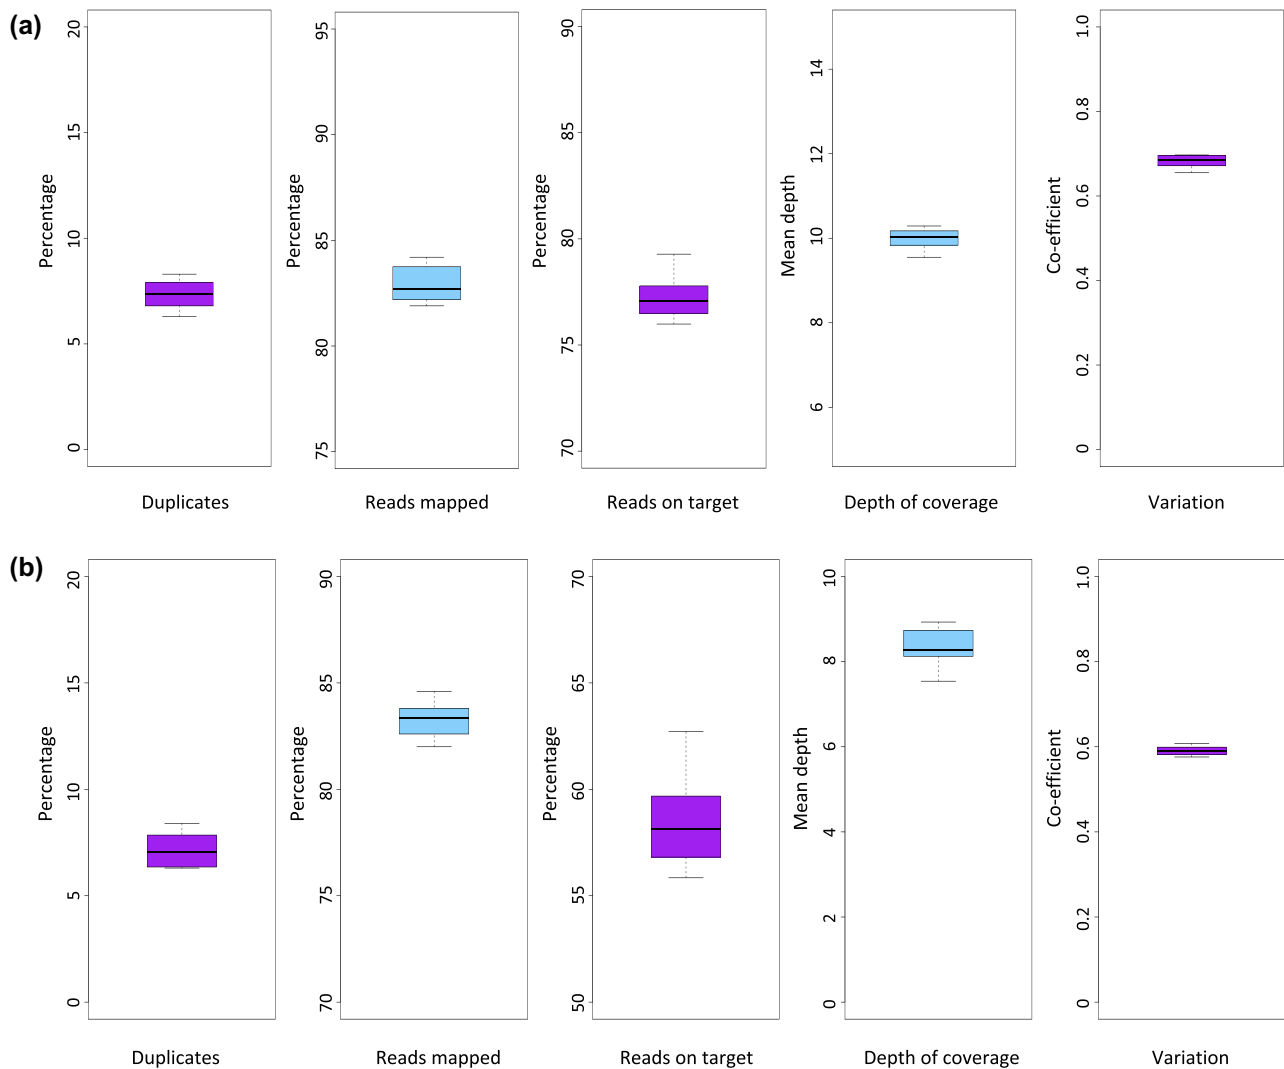 (a)
Percentage
0 5 10 15 20
Duplicates
Percentage
75 80 85 90 95
Reads mapped
Percentage
70 75 80 85 90
Reads on target
Mean depth
6 8 10 12 14
Depth of coverage
Co-efficient
0 0.2 0.4 0.6 0.8 1.0
Variation
(b)
Percentage
0 5 10 15 20
Duplicates
Percentage
70 75 80 85 90
Reads mapped
Percentage
50 55 60 65 70
Reads on target
Mean depth
0 2 4 6 8 10
Depth of coverage
Co-efficient
0 0.2 0.4 0.6 0.8 1.0
Variation